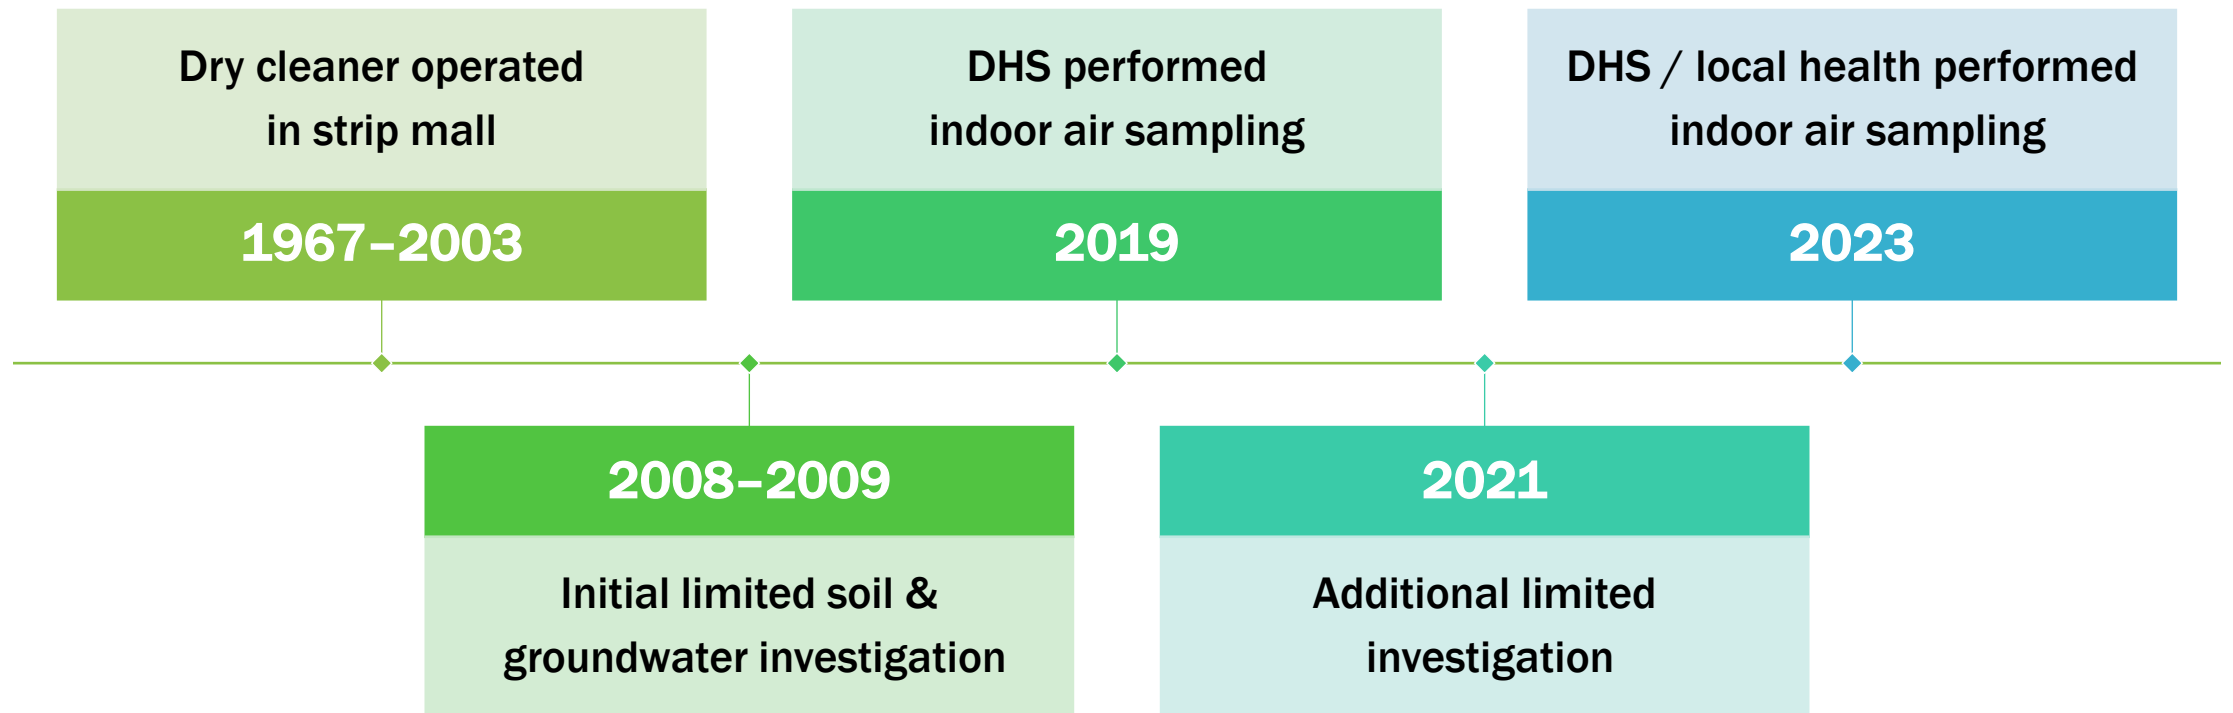 Dry cleaner operated
in strip mall
1967–2003
2008–2009
Initial limited soil &
groundwater investigation
DHS performed
indoor air sampling
2019
2021
Additional limited
investigation
DHS / local health performed
indoor air sampling
2023